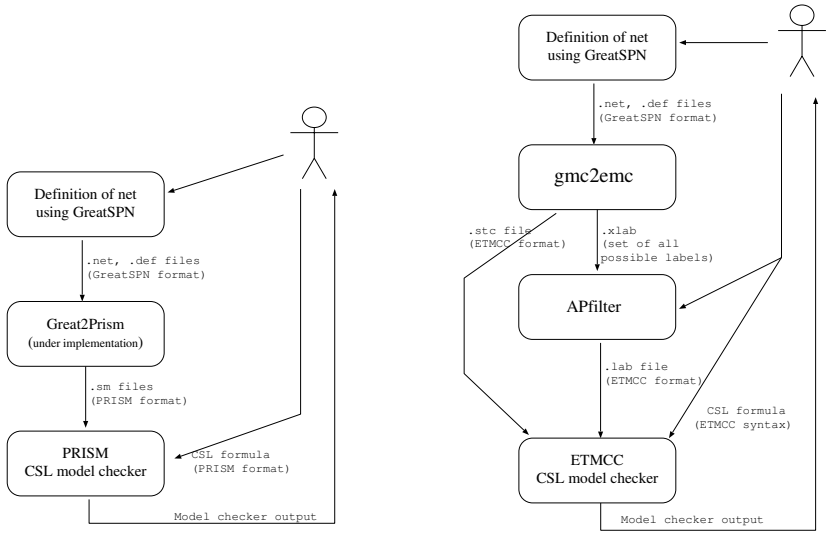 Definition of net
using GreatSPN
.net, .def files
(GreatSPN format)
Great2Prism
(under implementation)
.sm files
(PRISM format)
PRISM
CSL model checker
CSL formula
(PRISM format)
Model checker output
Definition of net
using GreatSPN
.net, .def files
(GreatSPN format)
gmc2emc
.stc file
(ETMCC format)
.xlab
(set of all
possible labels)
APfilter
.lab file
(ETMCC format)
CSL formula
(ETMCC syntax)
ETMCC
CSL model checker
Model checker output